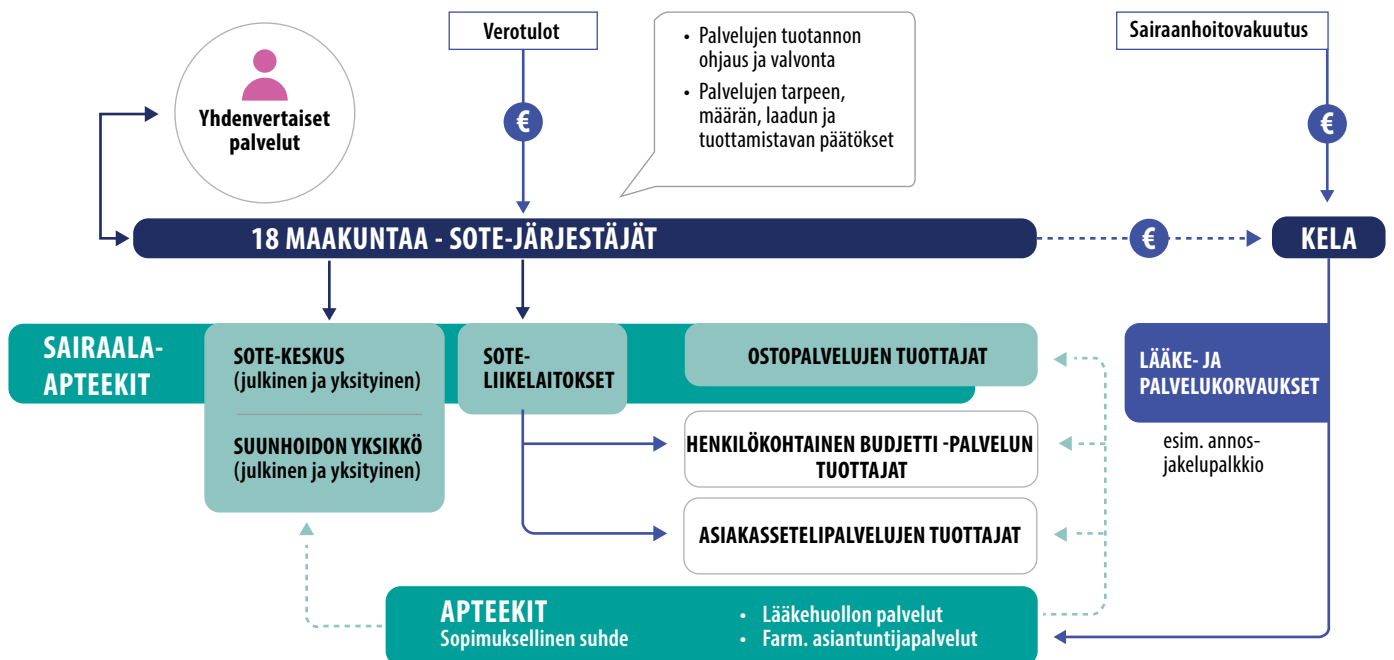 Verotulot
• Palvelujen tuotannon
ohjaus ja valvonta
• Palvelujen tarpeen,
määrän, laadun ja
tuottamistavan päätökset
Sairaanhoitovakuutus
Yhdenvertaiset
palvelut
€
€
18 MAAKUNTAA - SOTE-JÄRJESTÄJÄT
€
KELA
SAIRAALA-
APTEEKIT
SOTE-KESKUS
(julkinen ja yksityinen)
SUUNHOIDON YKSIKKÖ
(julkinen ja yksityinen)
SOTE-
LIIKELAITOKSET
OSTOPALVELUJEN TUOTTAJAT
HENKILÖKOHTAINEN BUDJETTI -PALVELUN
TUOTTAJAT
ASIAKASSETELIPALVELUJEN TUOTTAJAT
LÄÄKE- JA
PALVELUKORVAUKSET
esim. annos-
jakelupalkkio
APTEEKIT
Sopimuksellinen suhde
• Lääkehuollon palvelut
• Farm. asiantuntijapalvelut